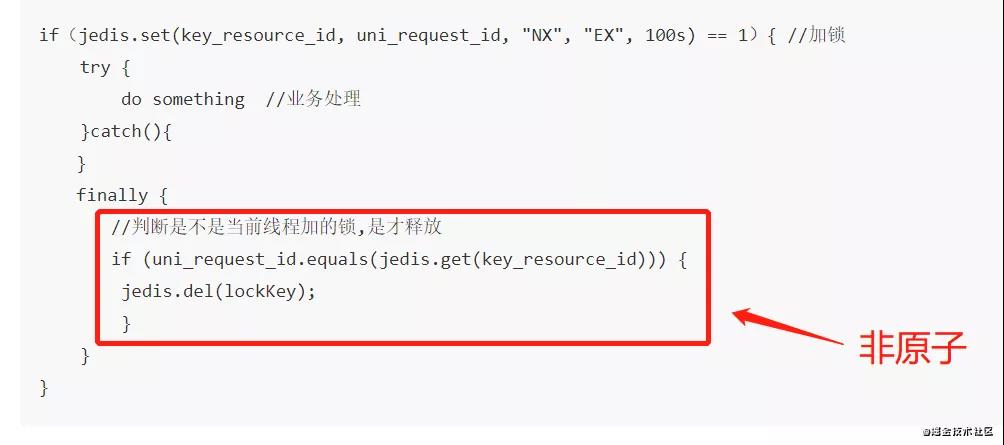 if（jedis.set(key_resource_id, uni_request_id, "NX", "EX", 100s) == 1）{ //加锁
try {
do something //业务处理
}catch(){
}
finally {
//判断是不是当前线程加的锁,是才释放
if (uni_request_id.equals(jedis.get(key_resource_id))) {
jedis.del(lockKey);
}
非原子
}
}
@掘金技术社区